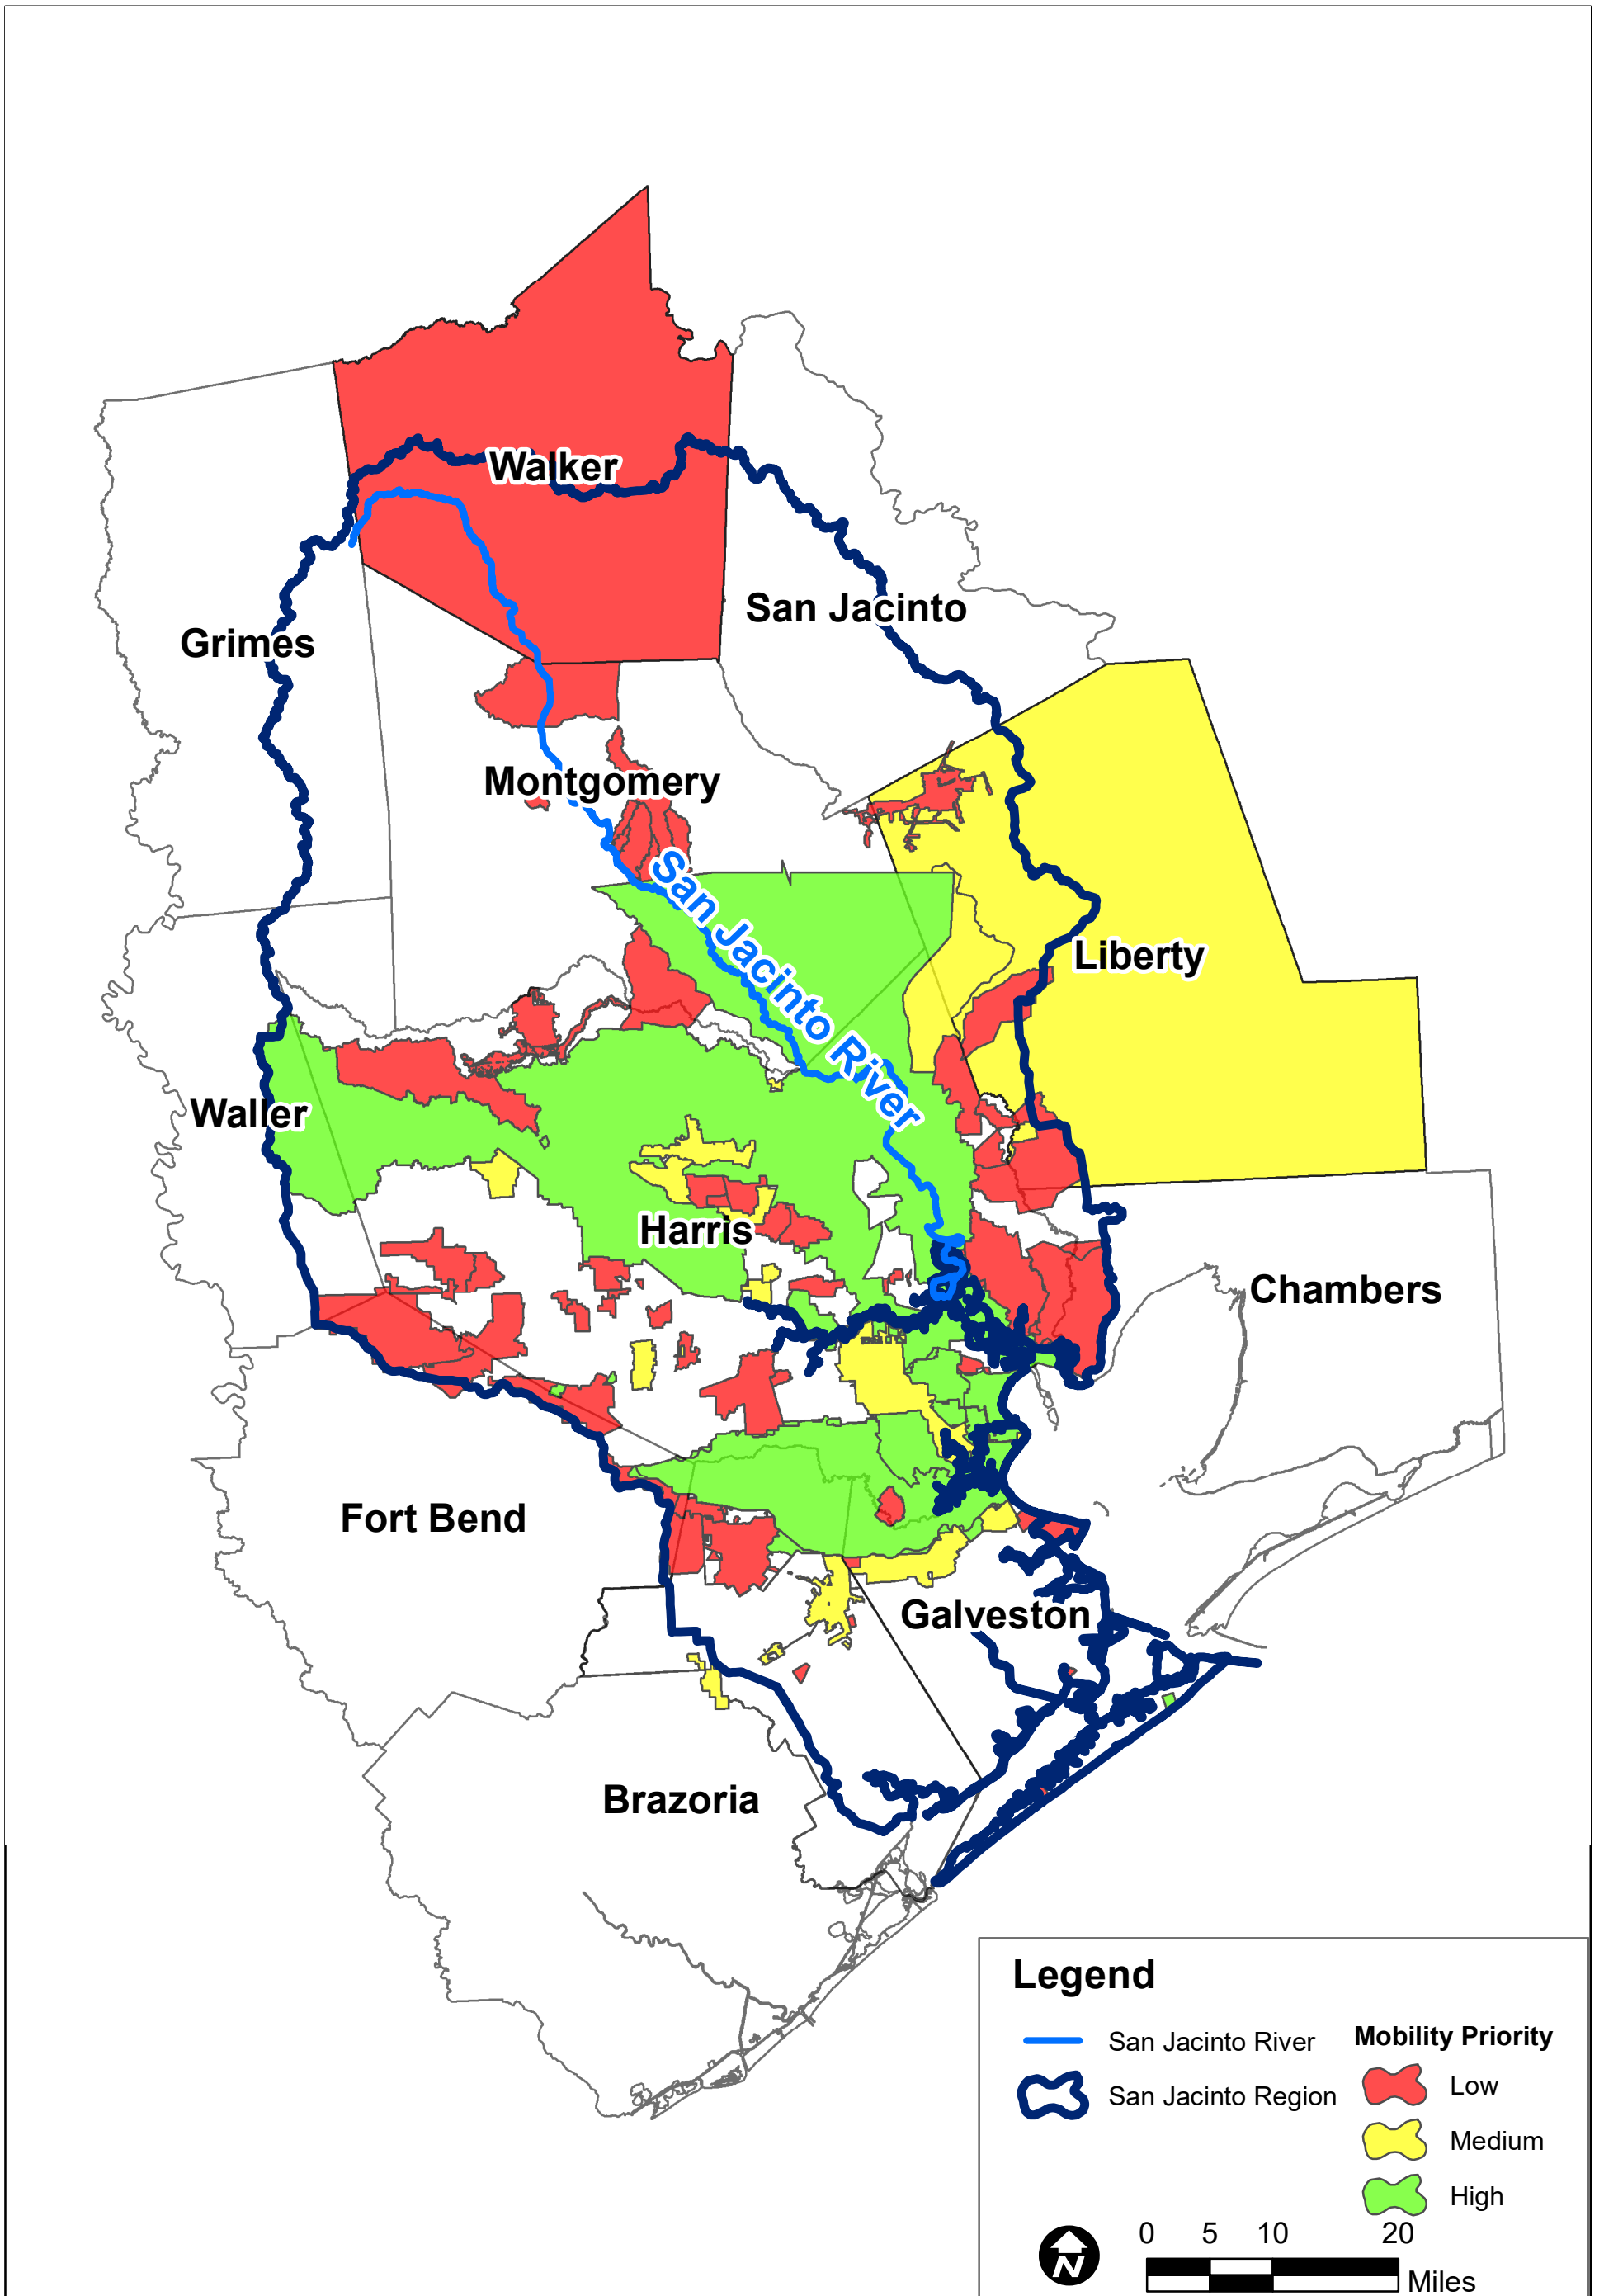 Walker
San Jacinto
Grimes
Montgomery
San Jacinto River
Liberty
Waller
Harris
Chambers
Fort Bend
Galveston
Brazoria
Legend
San Jacinto River
San Jacinto Region
Mobility Priority
Low
Medium
High
N
0 5 10 20
Miles